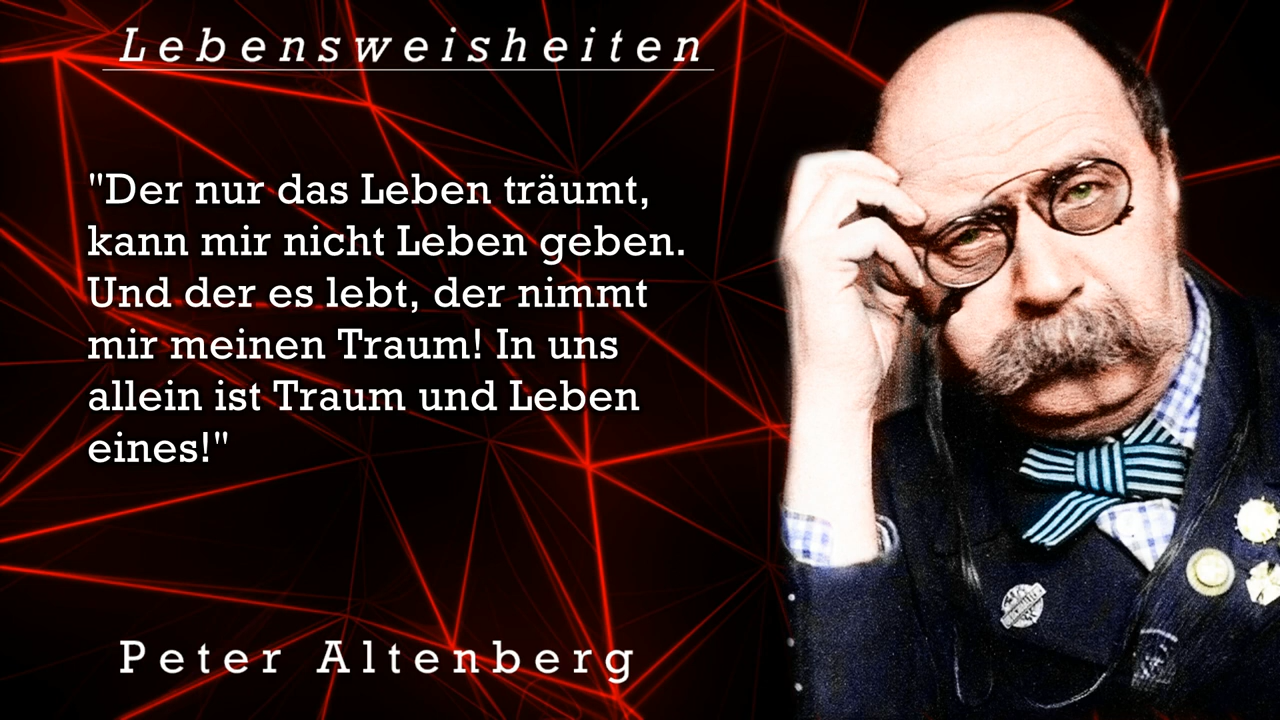 Lebensweisheiten
"Der nur das Leben träumt,
kann mir nicht Leben geben.
Und der es lebt, der nimmt
mir meinen Traum! In uns
allein ist Traum und Leben
eines!"
Peter Altenberg